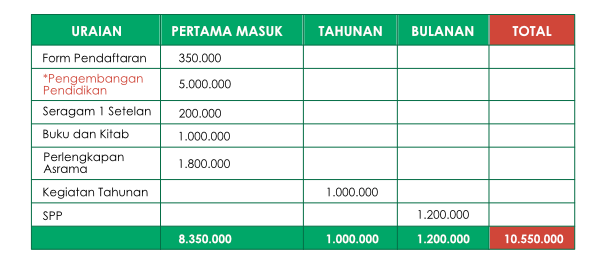 URAIAN PERTAMA MASUK TAHUNAN BULANAN TOTAL
Form Pendaftaran 350.000
*Pengembangan
Pendidikan 5.000.000
Seragam 1 Setelan 200.000
Buku dan Kitab 1.000.000
Perlengkapan
Asrama 1.800.000
Kegiatan Tahunan 1.000.000
SPP 1.200.000
8.350.000 1.000.000 1.200.000 10.550.000